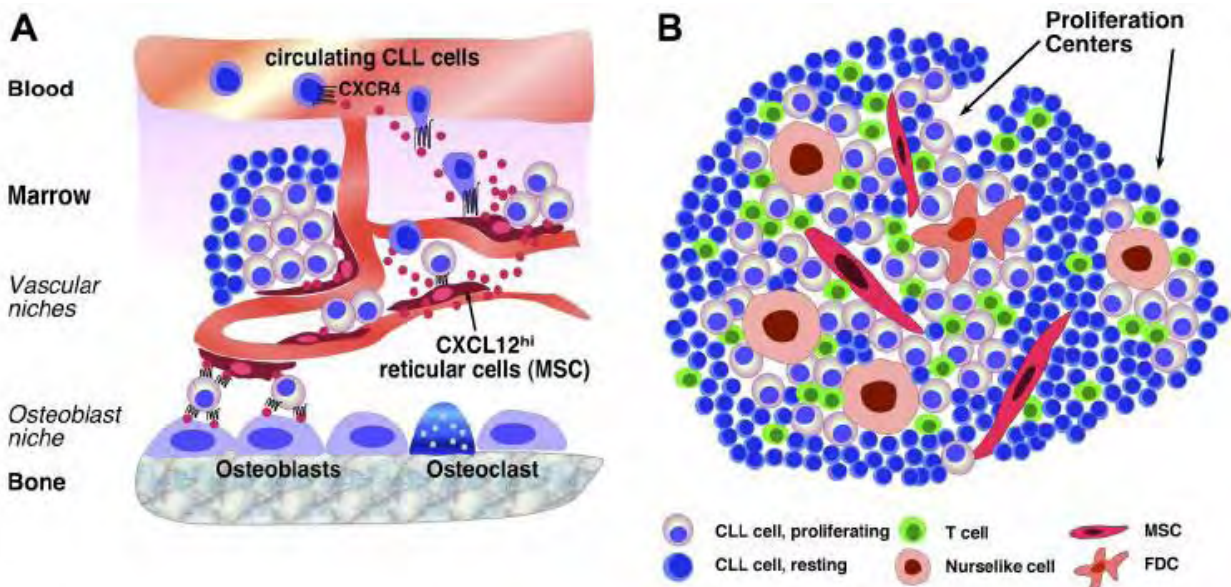 A
Blood
circulating CLL cells
CXCR4
Marrow
Vascular
niches
CXCL12hi
reticular cells (MSC)
Osteoblast
niche
Osteoblasts
Osteoclast
Bone
B
Proliferation
Centers
CLL cell, proliferating
T cell
MSC
CLL cell, resting
Nurselike cell
FDC